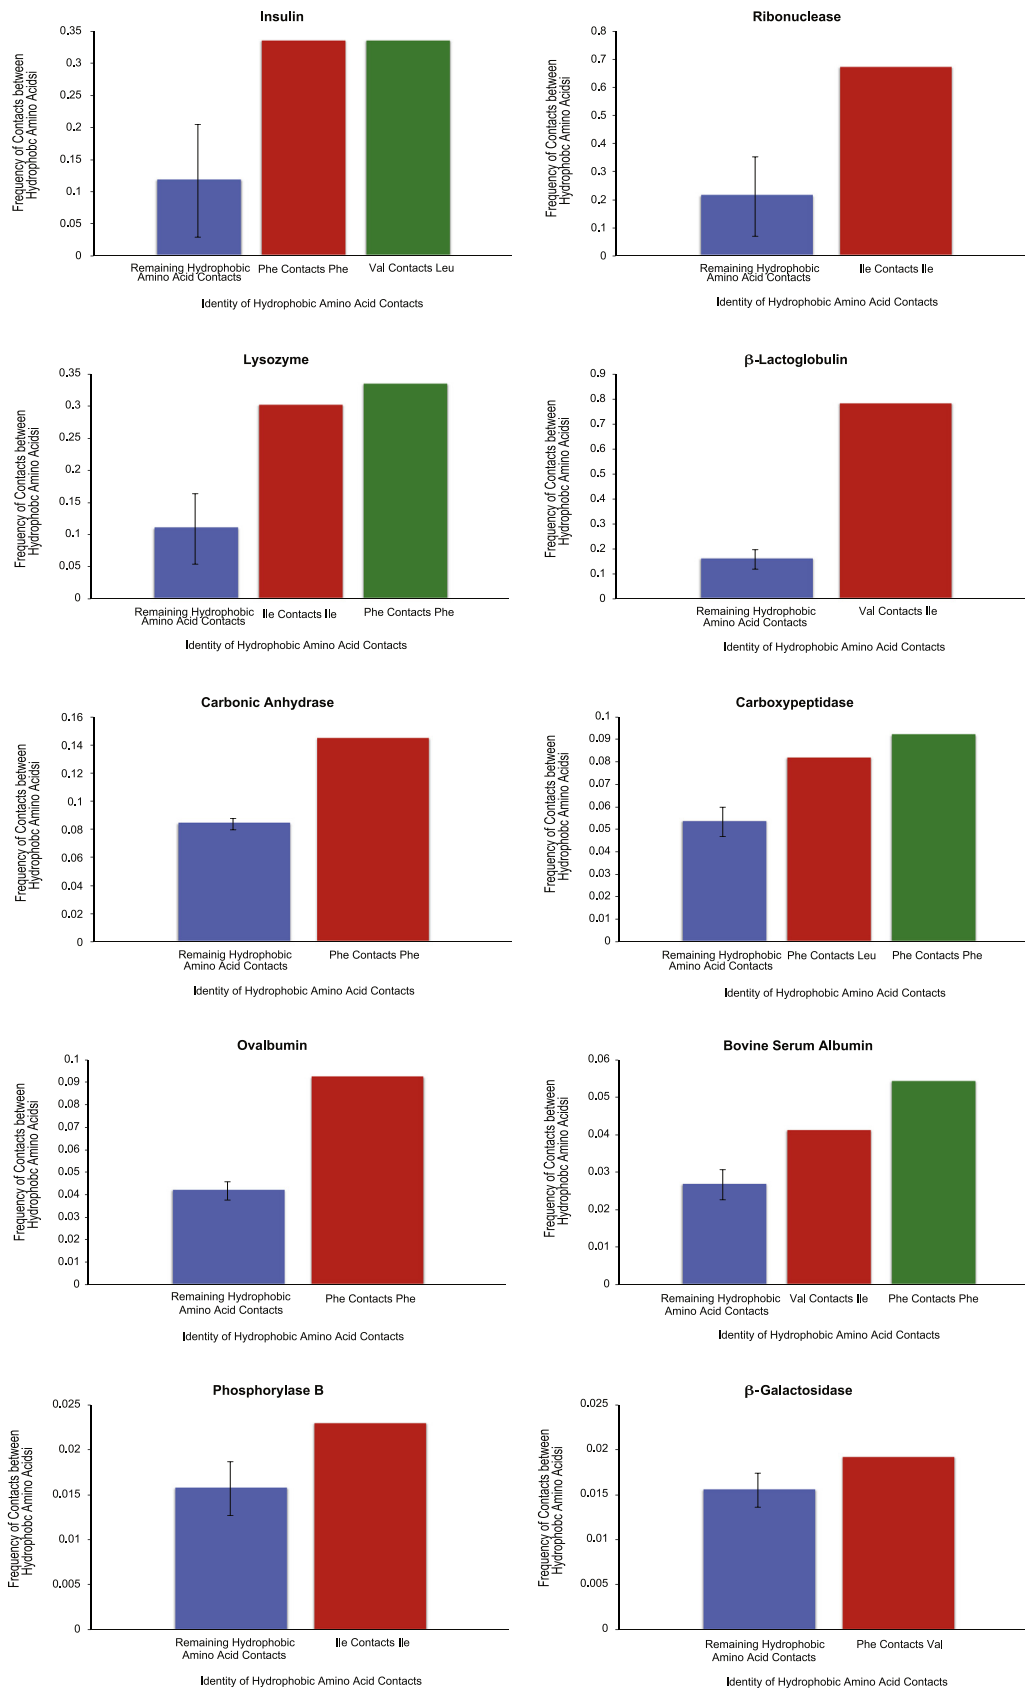 Insulin
Frequency of Contacts between
Hydrophobc Amino Acidsi
0.35
0.3
0.25
0.2
0.15
0.1
0.05
0
Remaining Hydrophobic
Amino Acid Contacts
Phe Contacts Phe
Val Contacts Leu
Identity of Hydrophobic Amino Acid Contacts
Ribonuclease
Frequency of Contacts between
Hydrophobc Amino Acidsi
0.8
0.7
0.6
0.5
0.4
0.3
0.2
0.1
0
Remaining Hydrophobic
Amino Acid Contacts
Ile Contacts Ile
Identity of Hydrophobic Amino Acid Contacts
Lysozyme
Frequency of Contacts between
Hydrophobc Amino Acidsi
0.35
0.3
0.25
0.2
0.15
0.1
0.05
0
Remaining Hydrophobic
Amino Acid Contacts
Ile Contacts Ile
Phe Contacts Phe
Identity of Hydrophobic Amino Acid Contacts
β-Lactoglobulin
Frequency of Contacts between
Hydrophobc Amino Acidsi
0.9
0.8
0.7
0.6
0.5
0.4
0.3
0.2
0.1
0
Remaining Hydrophobic
Amino Acid Contacts
Val Contacts Ile
Identity of Hydrophobic Amino Acid Contacts
Carbonic Anhydrase
Frequency of Contacts between
Hydrophobc Amino Acidsi
0.16
0.14
0.12
0.1
0.08
0.06
0.04
0.02
0
Remaining Hydrophobic
Amino Acid Contacts
Phe Contacts Phe
Identity of Hydrophobic Amino Acid Contacts
Carboxypeptidase
Frequency of Contacts between
Hydrophobc Amino Acidsi
0.1
0.09
0.08
0.07
0.06
0.05
0.04
0.03
0.02
0.01
0
Remaining Hydrophobic
Amino Acid Contacts
Phe Contacts Leu
Phe Contacts Phe
Identity of Hydrophobic Amino Acid Contacts
Ovalbumin
Frequency of Contacts between
Hydrophobc Amino Acidsi
0.1
0.09
0.08
0.07
0.06
0.05
0.04
0.03
0.02
0.01
0
Remaining Hydrophobic
Amino Acid Contacts
Phe Contacts Phe
Identity of Hydrophobic Amino Acid Contacts
Bovine Serum Albumin
Frequency of Contacts between
Hydrophobc Amino Acidsi
0.06
0.05
0.04
0.03
0.02
0.01
0
Remaining Hydrophobic
Amino Acid Contacts
Val Contacts Ile
Phe Contacts Phe
Identity of Hydrophobic Amino Acid Contacts
Phosphorylase B
Frequency of Contacts between
Hydrophobc Amino Acidsi
0.025
0.02
0.015
0.01
0.005
0
Remaining Hydrophobic
Amino Acid Contacts
Ile Contacts Ile
Identity of Hydrophobic Amino Acid Contacts
β-Galactosidase
Frequency of Contacts between
Hydrophobc Amino Acidsi
0.025
0.02
0.015
0.01
0.005
0
Remaining Hydrophobic
Amino Acid Contacts
Phe Contacts Val
Identity of Hydrophobic Amino Acid Contacts